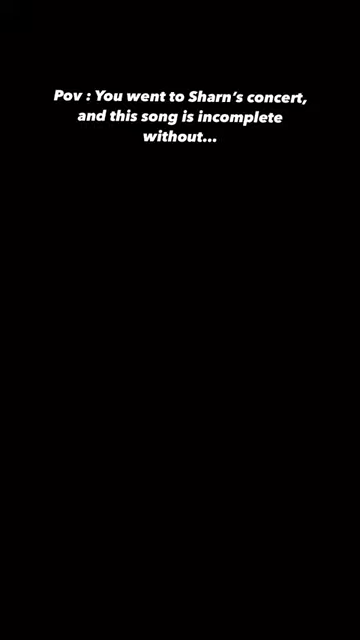 Pov : You went to Sharn's concert,
and this song is incomplete
without...